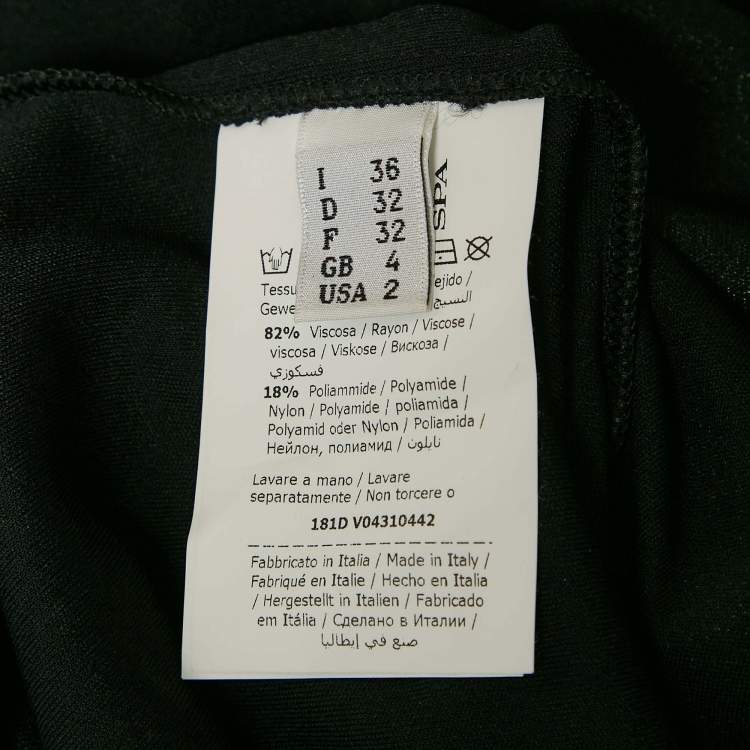 I 36
D 32
F 32
GB 4
USA 2
SPA
Tessu ejido /
Gewe النسيج
82% Viscosa / Rayon / Viscose /
viscosa / Viskose / Вискоза /
فسكوزي
18% Poliammide / Polyamide /
Nylon / Polyamide / poliamida /
Polyamid oder Nylon / Poliamida /
Нейлон, полиамид / نايلون
Lavare a mano / Lavare
separatamente / Non torcere o
181D V04310442
Fabbricato in Italia / Made in Italy /
Fabriqué en Italie / Hecho en Italia
/ Hergestellt in Italien / Fabricado
em Itália / Сделано в Италии /
صنع في إيطاليا